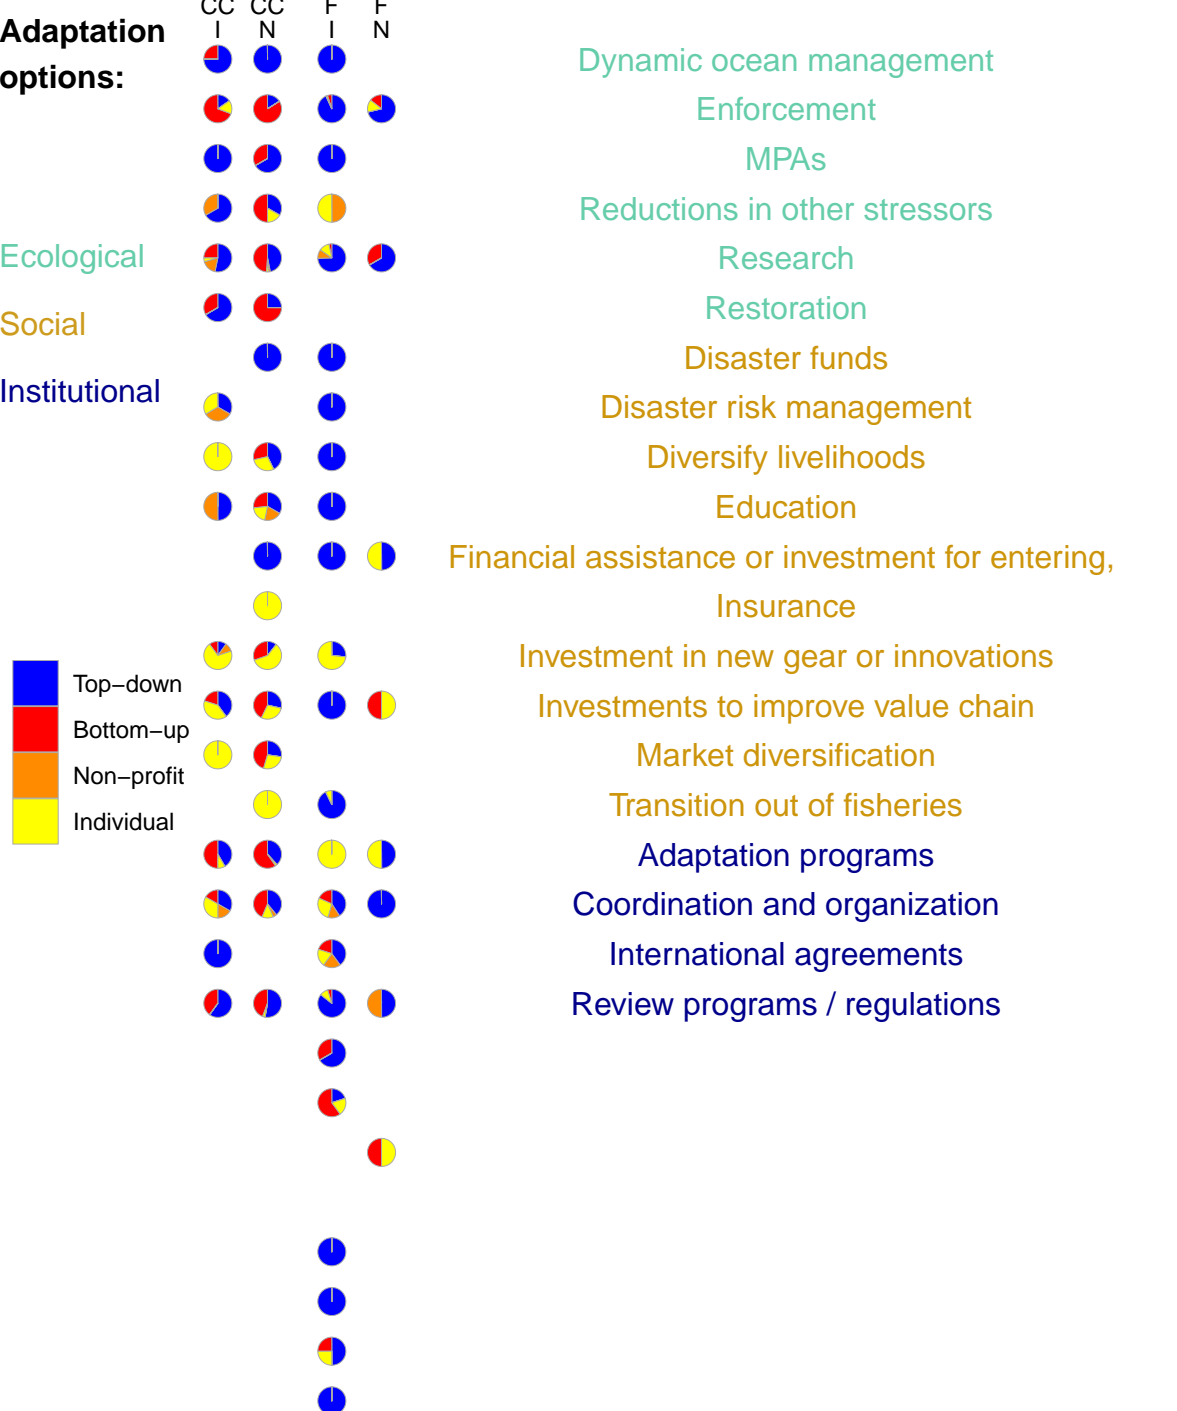 CC CC F F
Adaptation I N I N
options:
Dynamic ocean management
Enforcement
MPAs
Reductions in other stressors
Ecological
Research
Restoration
Social
Disaster funds
Institutional
Disaster risk management
Diversify livelihoods
Education
Financial assistance or investment for entering,
Insurance
Investment in new gear or innovations
Top−down
Investments to improve value chain
Bottom−up
Market diversification
Non−profit
Transition out of fisheries
Individual
Adaptation programs
Coordination and organization
International agreements
Review programs / regulations